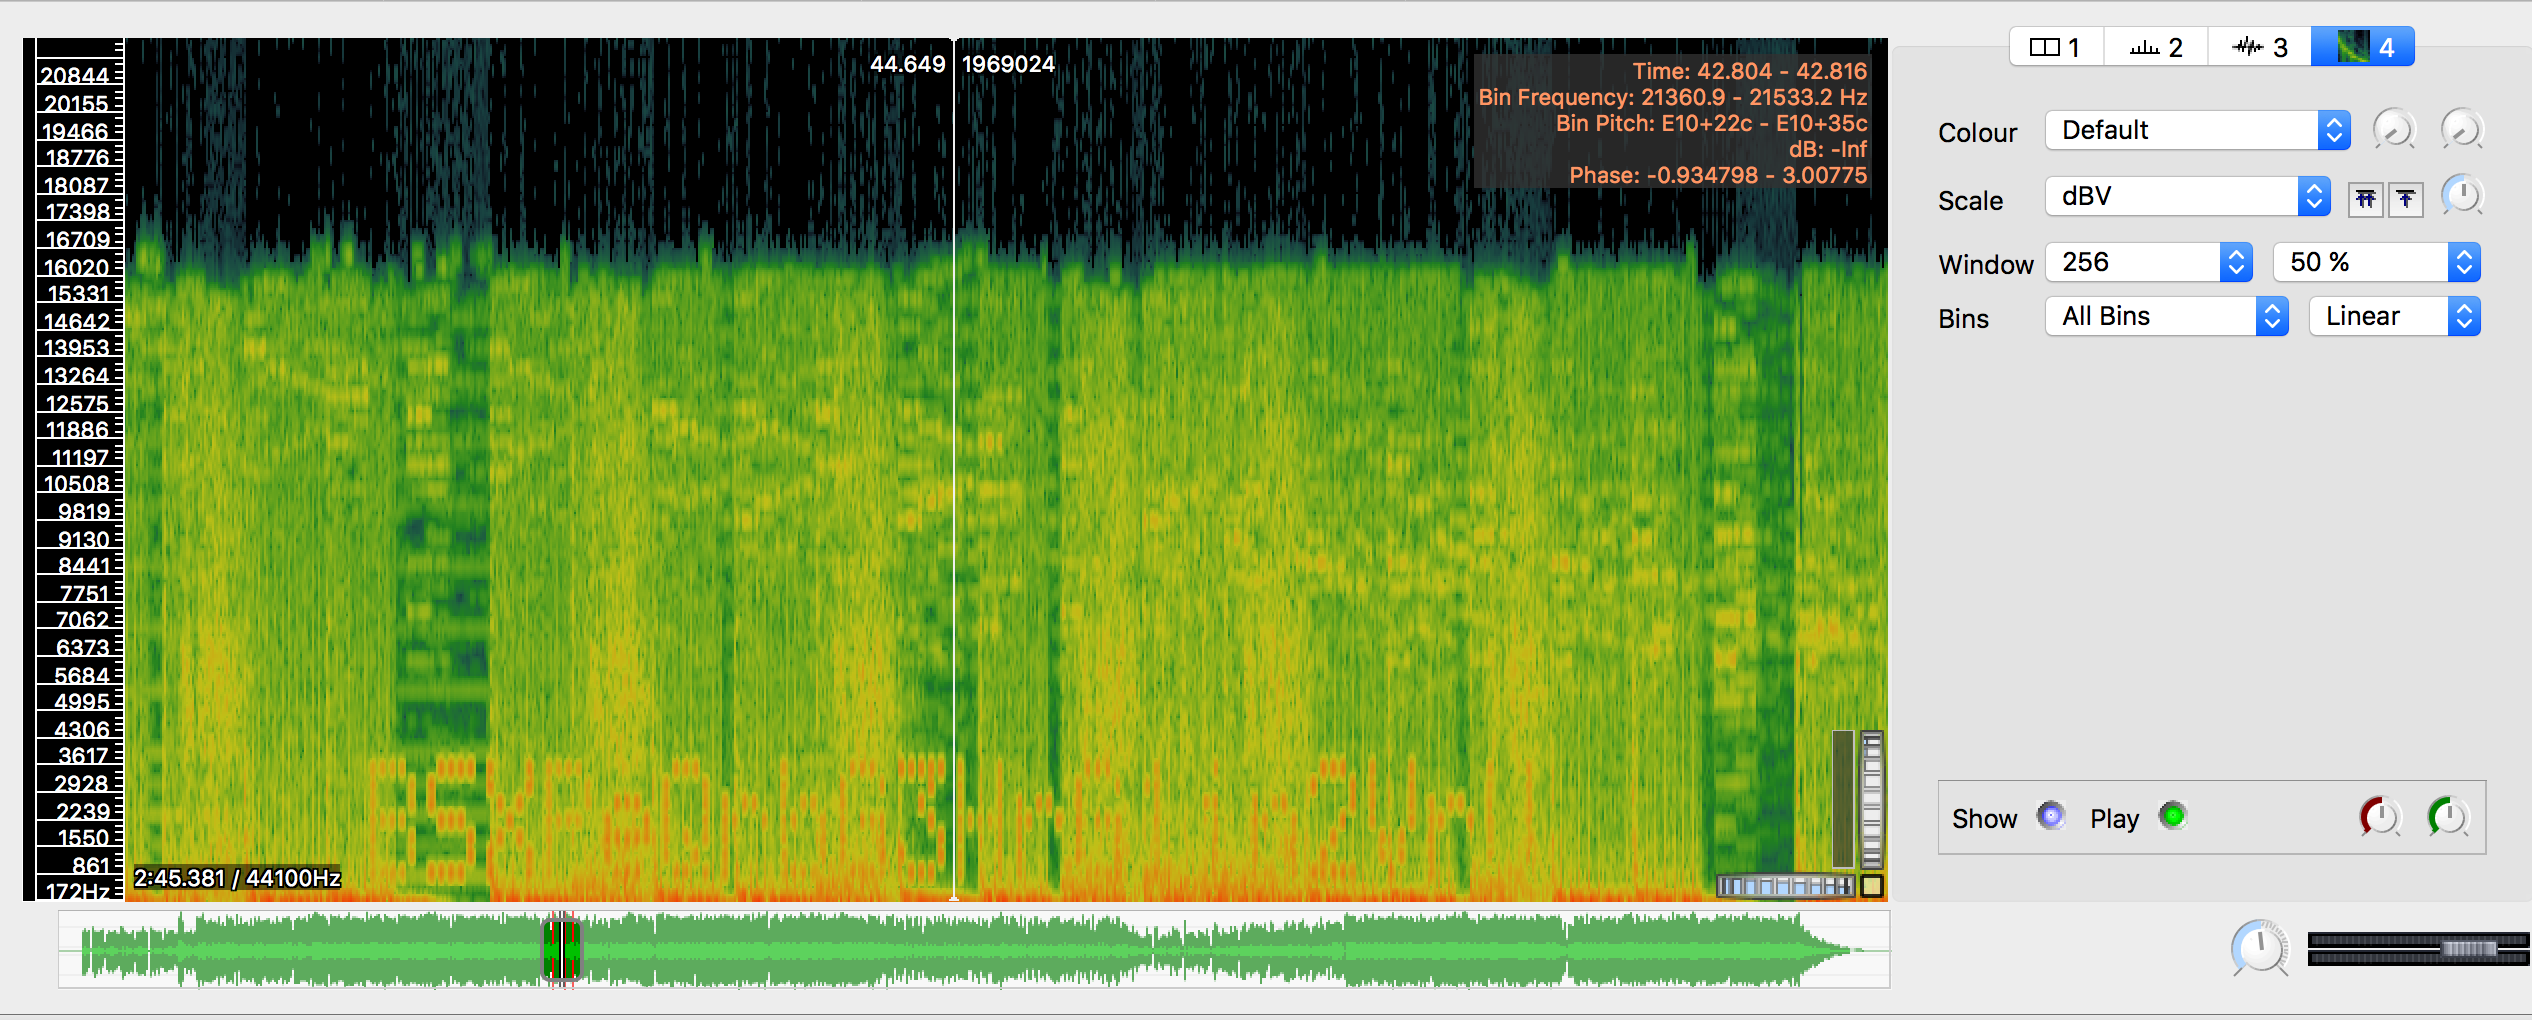 44.649 1969024
Time: 42.804 - 42.816
Bin Frequency: 21360.9 - 21533.2 Hz
Bin Pitch: E10+22c - E10+35c
dB: -Inf
Phase: -0.934798 - 3.00775
20844
20155
19466
18776
18087
17398
16709
16020
15331
14642
13953
13264
12575
11886
11197
10508
9819
9130
8441
7751
7062
6373
5684
4995
4306
3617
2928
2239
1550
861
172Hz
2:45.381 / 44100Hz
1 2 3 4
Colour Default
Scale dBV
Window 256 50 %
Bins All Bins Linear
Show Play